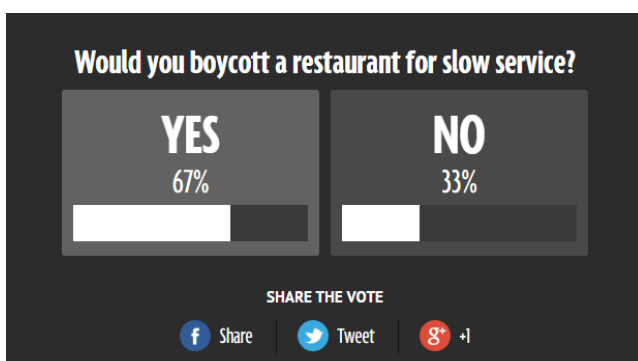 Would you boycott a restaurant for slow service?
YES
67%
NO
33%
SHARE THE VOTE
f Share
Tweet
g+ +1